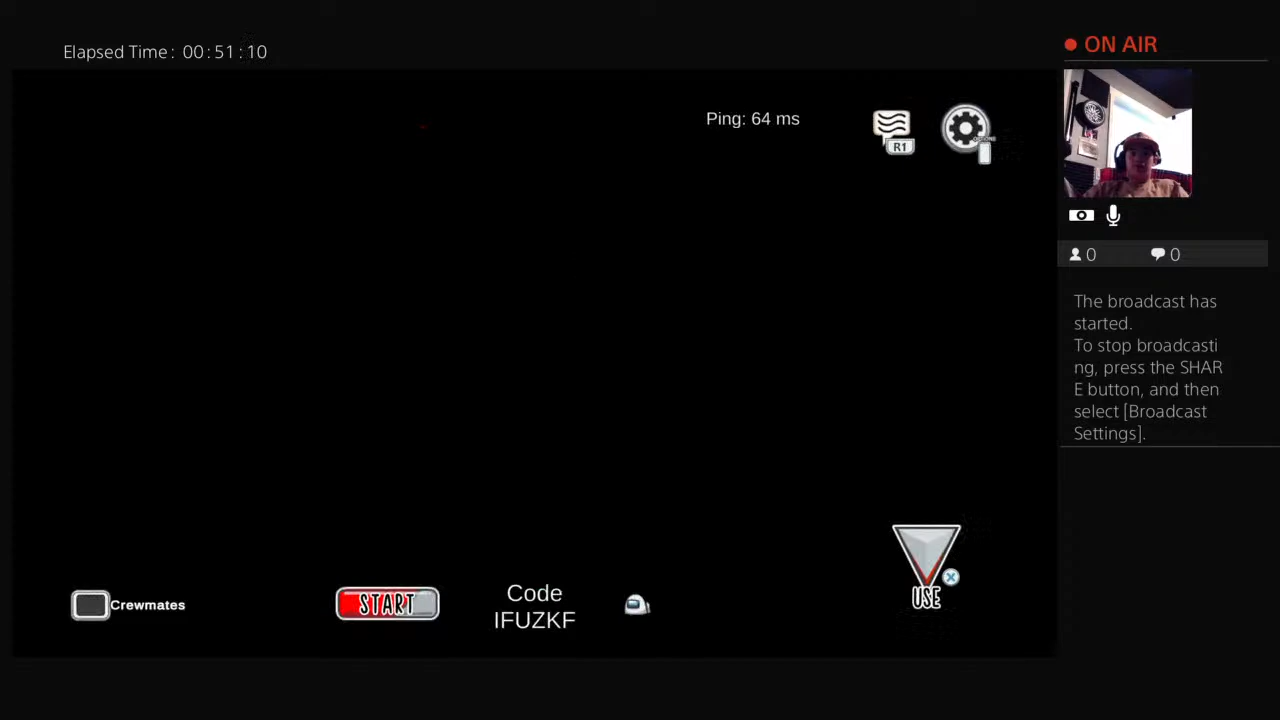 Elapsed Time: 00:51:10
ON AIR
Ping: 64 ms
R1
OPTIONS
0
0
The broadcast has
started.
To stop broadcasti
ng, press the SHAR
E button, and then
select [Broadcast
Settings].
USE
Crewmates
START
Code
IFUZKF